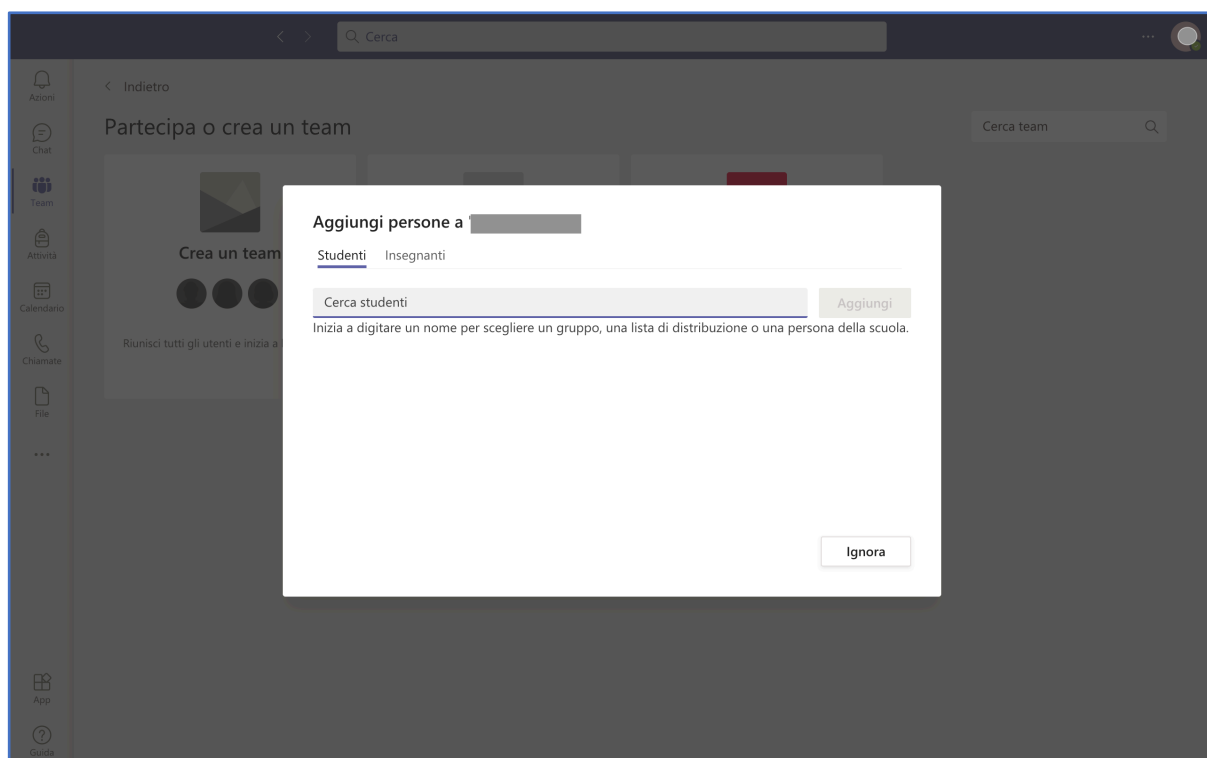 Cerca
Azioni
Indietro
Chat
Partecipa o crea un team
Cerca team
Team
Attività
Crea un team
Calendario
Riunisci tutti gli utenti e inizia a
Chiamate
File
App
Guida
Aggiungi persone a '
Studenti Insegnanti
Cerca studenti
Aggiungi
Inizia a digitare un nome per scegliere un gruppo, una lista di distribuzione o una persona della scuola.
Ignora